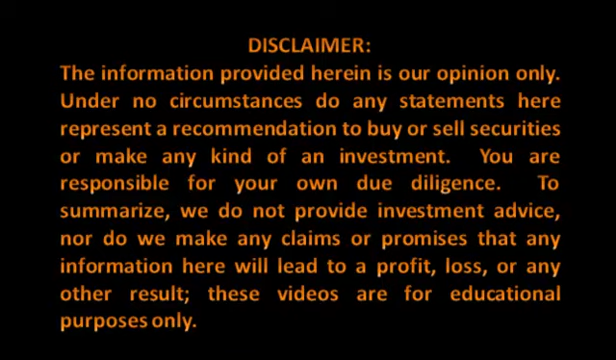 DISCLAIMER:
The information provided herein is our opinion only.
Under no circumstances do any statements here
represent a recommendation to buy or sell securities
or make any kind of an investment. You are
responsible for your own due diligence. To
summarize, we do not provide investment advice,
nor do we make any claims or promises that any
information here will lead to a profit, loss, or any
other result; these videos are for educational
purposes only.